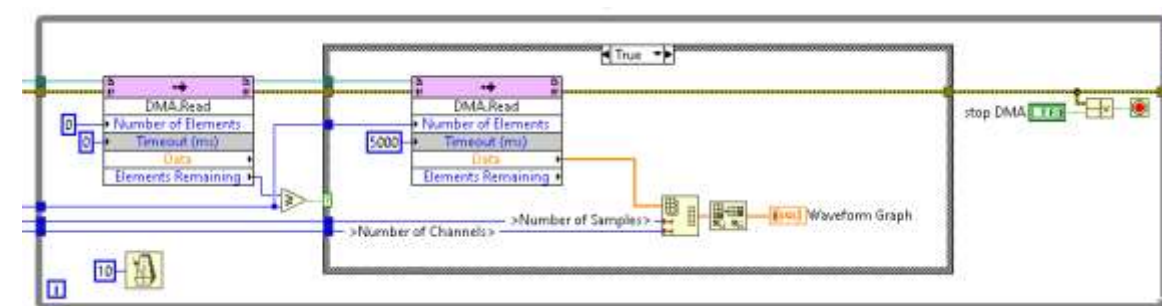 True
DMA.Read
Number of Elements
Timeout (ms)
Data
Elements Remaining
0
0
DMA.Read
Number of Elements
Timeout (ms)
Data
Elements Remaining
5000
stop DMA
TF
>Number of Samples>
>Number of Channels>
Waveform Graph
10
i